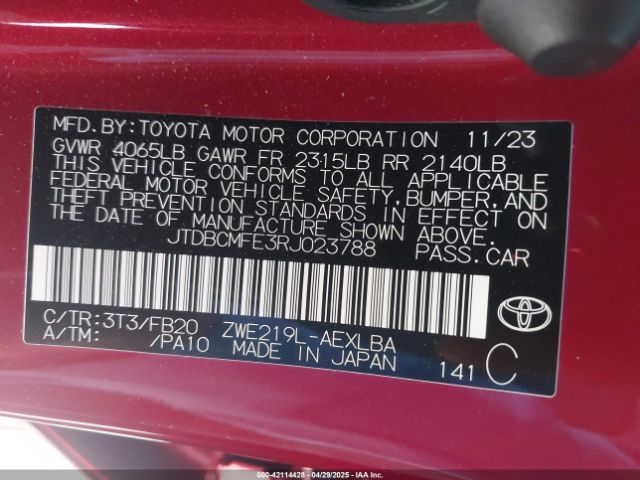 MFD.BY:TOYOTA MOTOR CORPORATION 11/23
GVWR 4065LB GAWR FR 2315LB RR 2140LB
THIS VEHICLE CONFORMS TO ALL APPLICABLE
FEDERAL MOTOR VEHICLE SAFETY,BUMPER,AND
THEFT PREVENTION STANDARDS IN EFFECT ON
THE DATE OF MANUFACTURE SHOWN ABOVE.
JTDBCMFE3RJ023788 PASS.CAR
C/TR:3T3/FB20 ZWE219L-AEXLBA
A/TM: /PA10 MADE IN JAPAN
141 C
000-42114428 - 04/29/2025 - IAAI.COM